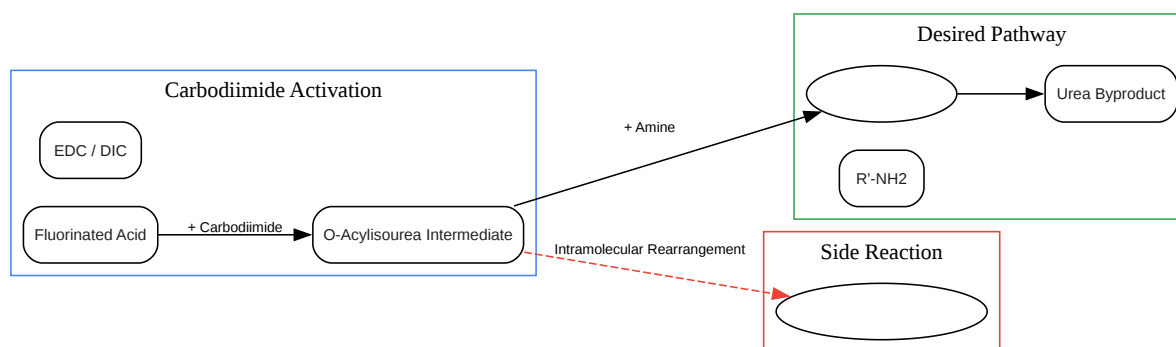 Carbodiimide Activation
EDC / DIC
Fluorinated Acid
+ Carbodiimide
O-Acylisourea Intermediate
+ Amine
Intramolecular Rearrangement
Desired Pathway
Urea Byproduct
R'-NH2
Side Reaction